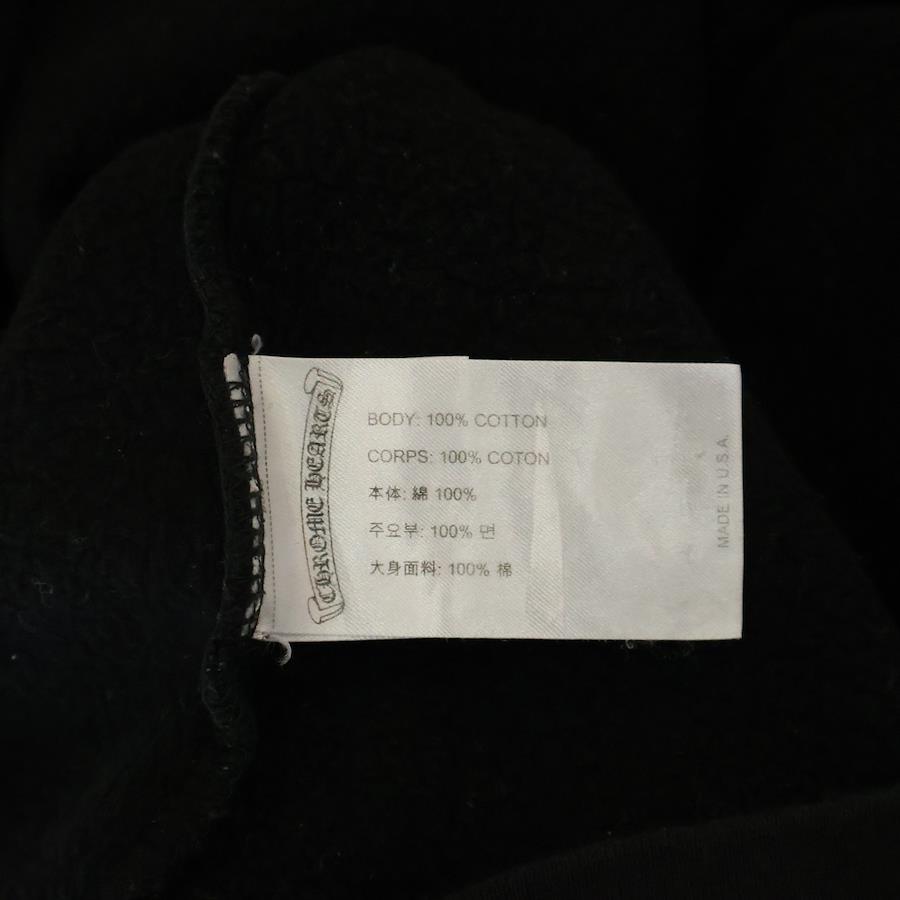 CHROME HEARTS
BODY: 100% COTTON
CORPS: 100% COTON
本体: 綿 100%
주요부: 100% 면
大身面料: 100% 棉
MADE IN U.S.A.